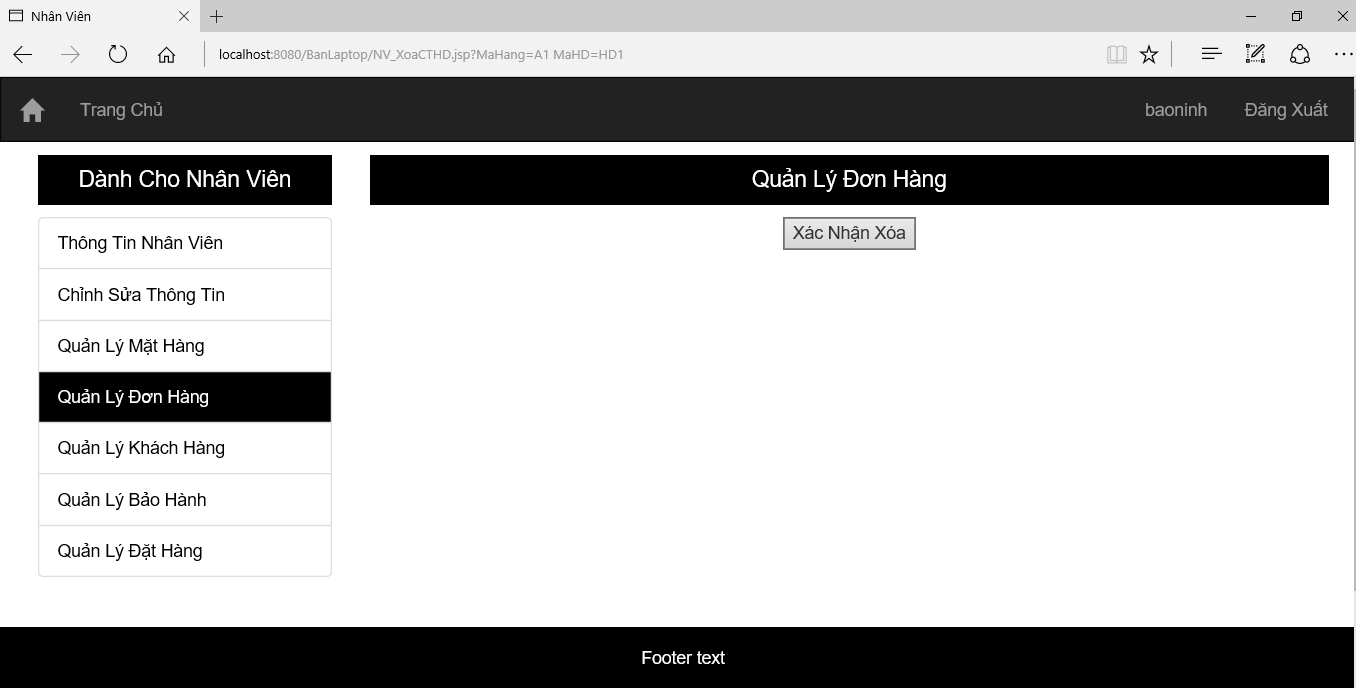 Nhân Viên
localhost:8080/BanLaptop/NV_XoaCTHD.jsp?MaHang=A1 MaHD=HD1
Trang Chủ baoninh Đăng Xuất
Dành Cho Nhân Viên
Thông Tin Nhân Viên
Chỉnh Sửa Thông Tin
Quản Lý Mặt Hàng
Quản Lý Đơn Hàng
Quản Lý Khách Hàng
Quản Lý Bảo Hành
Quản Lý Đặt Hàng
Quản Lý Đơn Hàng
Xác Nhận Xóa
Footer text